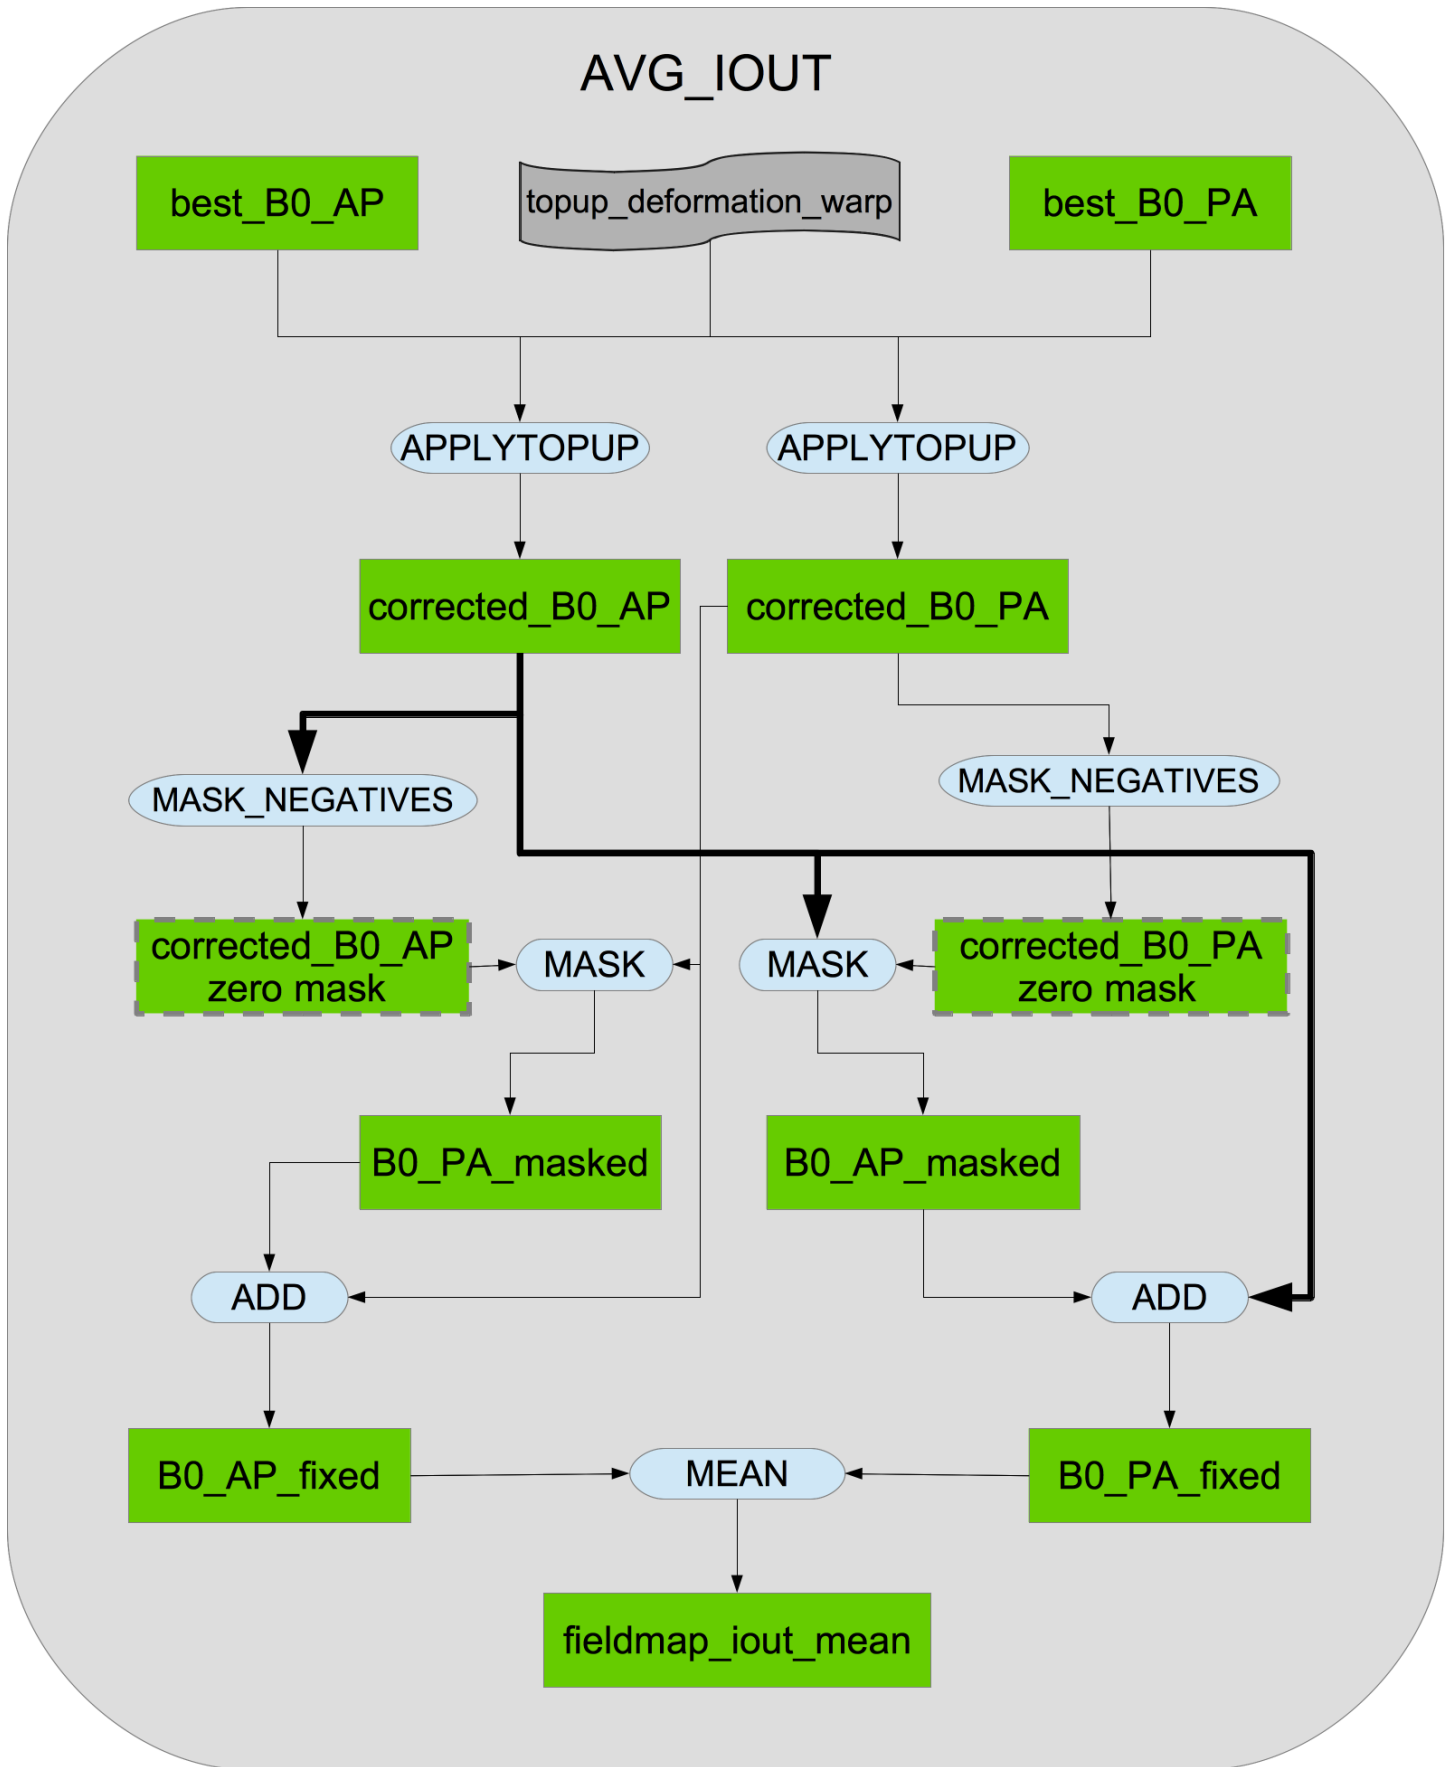 AVG_IOUT
best_B0_AP
topup_deformation_warp
best_B0_PA
APPLYTOPUP
APPLYTOPUP
corrected_B0_AP
corrected_B0_PA
MASK_NEGATIVES
MASK_NEGATIVES
corrected_B0_AP
zero mask
MASK
MASK
corrected_B0_PA
zero mask
B0_PA_masked
B0_AP_masked
ADD
ADD
B0_AP_fixed
MEAN
B0_PA_fixed
fieldmap_iout_mean